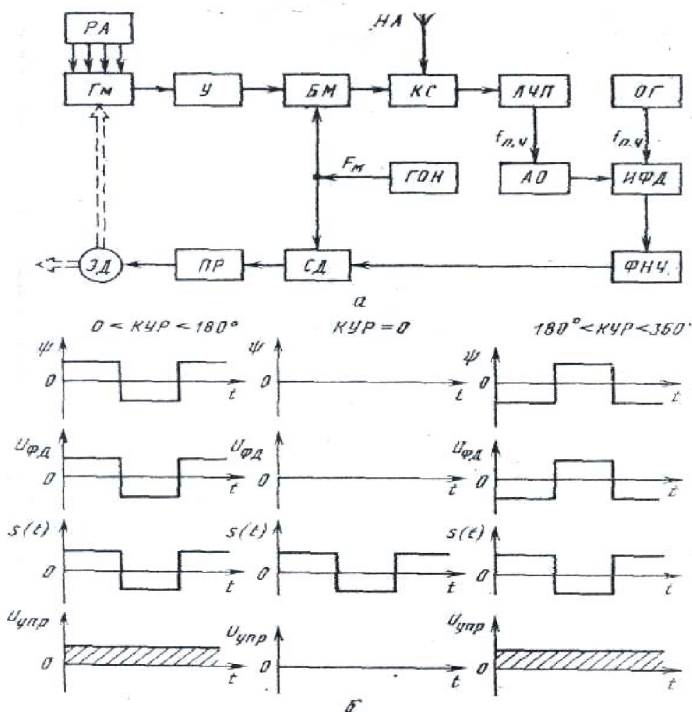 РА НА
Гм У БМ КС ЛЧП ОГ
fп.ч fп.ч
Fм ГОН АО ИФД
ЭД ПР СД ФНЧ
а
0 < КУР < 180° КУР = 0 180° < КУР < 360°
ψ 0 t 0 t ψ 0 t
UФД 0 t UФД 0 t UФД 0 t
s(t) 0 t s(t) 0 t s(t) 0 t
Uупр 0 t Uупр 0 t Uупр 0 t
б